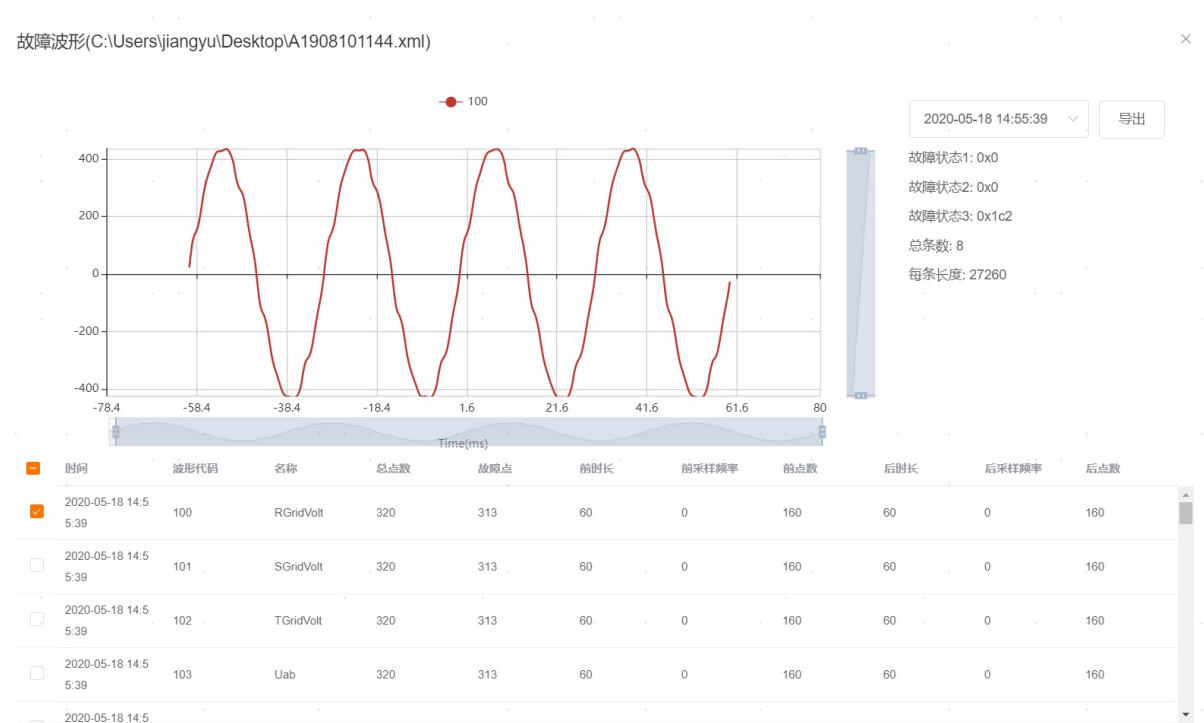 故障波形(C:\Users\jiangyu\Desktop\A1908101144.xml)
100
2020-05-18 14:55:39
导出
故障状态1: 0x0
故障状态2: 0x0
故障状态3: 0x1c2
总条数: 8
每条长度: 27260
400
200
0
-200
-400
-78.4 -58.4 -38.4 -18.4 1.6 21.6 41.6 61.6 80
Time(ms)
时间 波形代码 名称 总点数 故障点 前时长 前采样频率 前点数 后时长 后采样频率 后点数
2020-05-18 14:5
5:39
100 RGridVolt 320 313 60 0 160 60 0 160
2020-05-18 14:5
5:39
101 SGridVolt 320 313 60 0 160 60 0 160
2020-05-18 14:5
5:39
102 TGridVolt 320 313 60 0 160 60 0 160
2020-05-18 14:5
5:39
103 Uab 320 313 60 0 160 60 0 160
2020-05-18 14:5